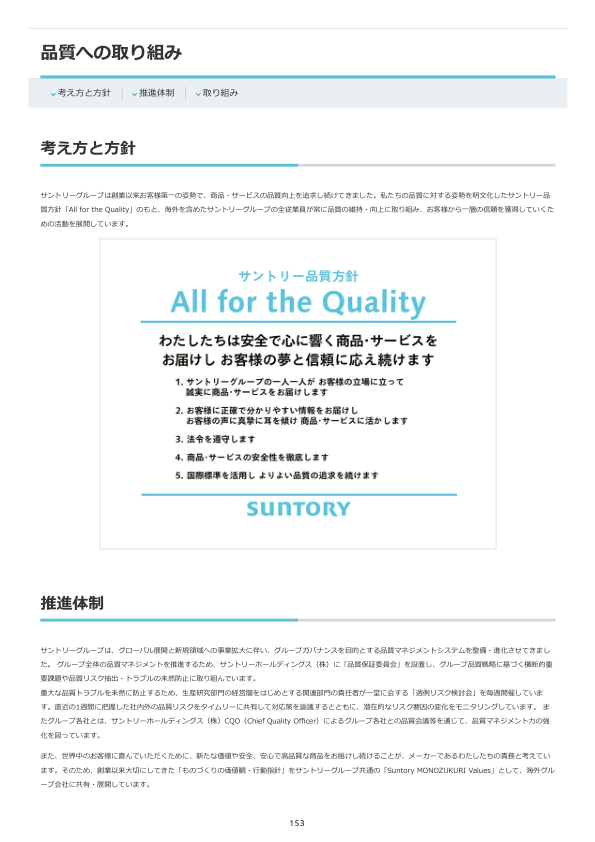 品質への取り組み
考え方と方針
推進体制
取り組み
考え方と方針
サントリーグループは創業以来お客様第一の姿勢で、商品・サービスの品質向上を追求し続けてきました。私たちの品質に対する姿勢を明文化したサントリー品
質方針「All for the Quality」のもと、海外を含めたサントリーグループの全従業員が常に品質の維持・向上に取り組み、お客様から一層の信頼を獲得していくた
めの活動を展開しています。
サントリー品質方針
All for the Quality
わたしたちは安全で心に響く商品・サービスを
お届けし お客様の夢と信頼に応え続けます
1. サントリーグループの一人一人が お客様の立場に立って
誠実に商品・サービスをお届けします
2. お客様に正確で分かりやすい情報をお届けし
お客様の声に真摯に耳を傾け 商品・サービスに活かします
3. 法令を遵守します
4. 商品・サービスの安全性を徹底します
5. 国際標準を活用し よりよい品質の追求を続けます
SUNTORY
推進体制
サントリーグループは、グローバル展開と新規領域への事業拡大に伴い、グループガバナンスを目的とする品質マネジメントシステムを整備・進化させてきまし
た。 グループ全体の品質マネジメントを推進するため、サントリーホールディングス（株）に「品質保証委員会」を設置し、グループ品質戦略に基づく横断的重
要課題や品質リスク抽出・トラブルの未然防止に取り組んでいます。
重大な品質トラブルを未然に防止するため、生産研究部門の経営層をはじめとする関連部門の責任者が一堂に会する「週例リスク検討会」を毎週開催していま
す。直近の1週間に把握した社内外の品質リスクをタイムリーに共有して対応策を論議するとともに、潜在的なリスク要因の変化をモニタリングしています。 ま
たグループ各社とは、サントリーホールディングス（株）CQO（Chief Quality Officer）によるグループ各社との品質会議等を通じて、品質マネジメント力の強
化を図っています。
また、世界中のお客様に喜んでいただくために、新たな価値や安全、安心で高品質な商品をお届けし続けることが、メーカーであるわたしたちの責務と考えてい
ます。そのため、創業以来大切にしてきた「ものづくりの価値観・行動指針」をサントリーグループ共通の「Suntory MONOZUKURI Values」として、海外グル
ープ会社に共有・展開しています。
153